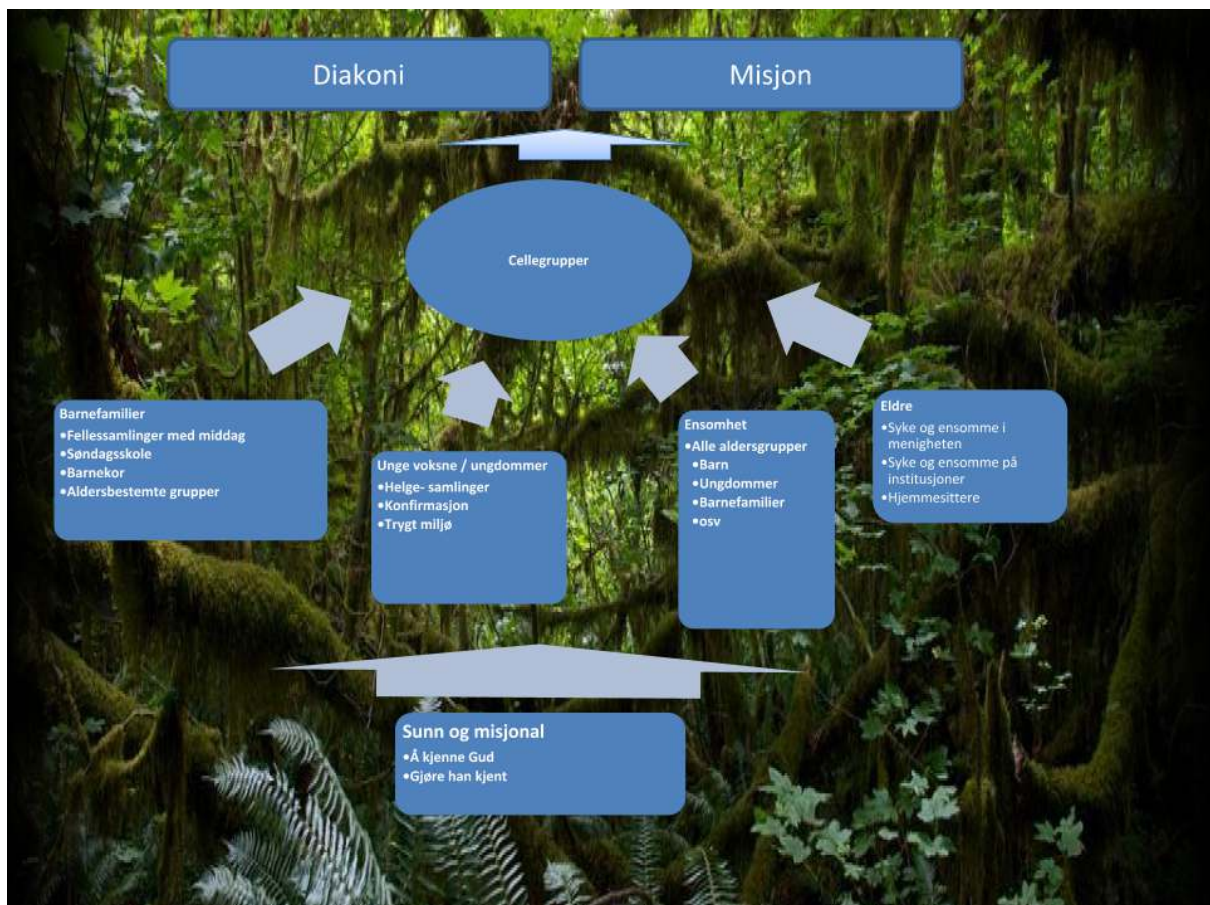 Diakoni
Misjon
Cellegrupper
Barnefamilier
•Fellessamlinger med middag
•Søndagsskole
•Barnekor
•Aldersbestemte grupper
Unge voksne / ungdommer
•Helge- samlinger
•Konfirmasjon
•Trygt miljø
Ensomhet
•Alle aldersgrupper
•Barn
•Ungdommer
•Barnefamilier
•osv
Eldre
•Syke og ensomme i
menigheten
•Syke og ensomme på
institusjoner
•Hjemmesittere
Sunn og misjonal
•Å kjenne Gud
•Gjøre han kjent